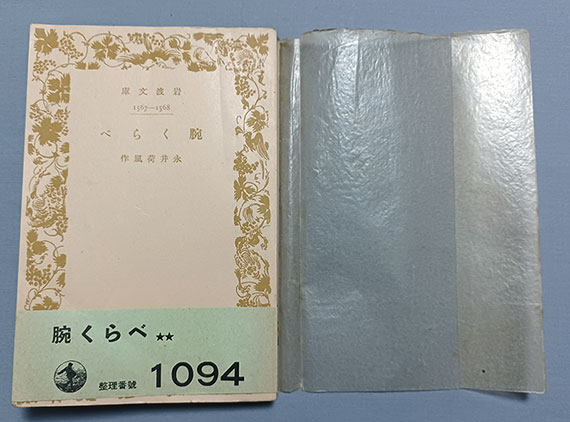 岩波文庫
1567—1568
腕くらべ
永井荷風作
腕くらべ ★★
整理番號 1094